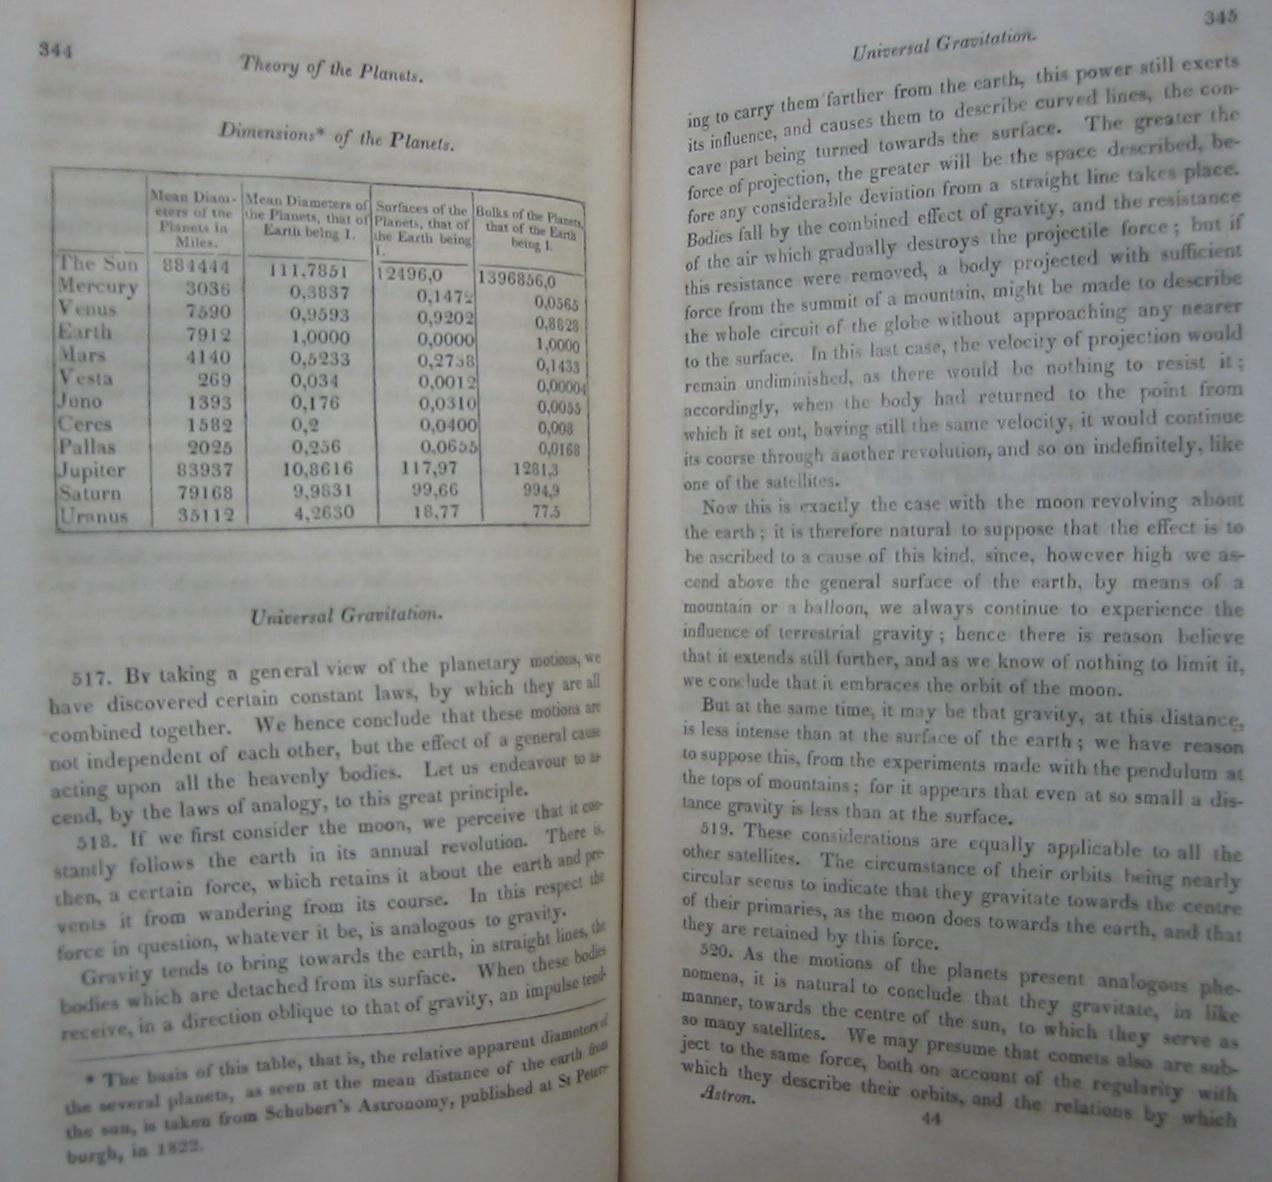 344
Theory of the Planets.
Dimensions* of the Planets.
Mean Diam- Mean Diameters of Surfaces of the Bulks of the Planets,
eters of the the Planets, that of Planets, that of that of the Earth
Planets in Earth being 1. the Earth being being 1.
Miles. 1.
The Sun 884444 111,7851 12496,0 1396856,0
Mercury 3036 0,3837 0,1472 0,0565
Venus 7590 0,9593 0,9202 0,8828
Earth 7912 1,0000 0,0000 1,0000
Mars 4140 0,5233 0,2738 0,1433
Vesta 269 0,034 0,0012 0,00004
Juno 1393 0,176 0,0310 0,0055
Ceres 1582 0,2 0,0400 0,008
Pallas 2025 0,256 0,0655 0,0168
Jupiter 83937 10,8616 117,97 1281,3
Saturn 79168 9,9831 99,66 994,9
Uranus 35112 4,2630 18,77 77.5
Universal Gravitation.
517. By taking a general view of the planetary motions, we
have discovered certain constant laws, by which they are all
combined together. We hence conclude that these motions are
not independent of each other, but the effect of a general cause
acting upon all the heavenly bodies. Let us endeavour to as-
cend, by the laws of analogy, to this great principle.
518. If we first consider the moon, we perceive that it con-
stantly follows the earth in its annual revolution. There is,
then, a certain force, which retains it about the earth and pre-
vents it from wandering from its course. In this respect the
force in question, whatever it be, is analogous to gravity.
Gravity tends to bring towards the earth, in straight lines, the
bodies which are detached from its surface. When these bodies
receive, in a direction oblique to that of gravity, an impulse tend-
* The basis of this table, that is, the relative apparent diameters of
the several planets, as seen at the mean distance of the earth from
the sun, is taken from Schubert's Astronomy, published at St Peters-
burgh, in 1822.
345
Universal Gravitation.
ing to carry them farther from the earth, this power still exerts
its influence, and causes them to describe curved lines, the con-
cave part being turned towards the surface. The greater the
force of projection, the greater will be the space described, be-
fore any considerable deviation from a straight line takes place.
Bodies fall by the combined effect of gravity, and the resistance
of the air which gradually destroys the projectile force; but if
this resistance were removed, a body projected with sufficient
force from the summit of a mountain, might be made to describe
the whole circuit of the globe without approaching any nearer
to the surface. In this last case, the velocity of projection would
remain undiminished, as there would be nothing to resist it;
accordingly, when the body had returned to the point from
which it set out, having still the same velocity, it would continue
its course through another revolution, and so on indefinitely, like
one of the satellites.
Now this is exactly the case with the moon revolving about
the earth; it is therefore natural to suppose that the effect is to
be ascribed to a cause of this kind, since, however high we as-
cend above the general surface of the earth, by means of a
mountain or a balloon, we always continue to experience the
influence of terrestrial gravity; hence there is reason believe
that it extends still further, and as we know of nothing to limit it,
we conclude that it embraces the orbit of the moon.
But at the same time, it may be that gravity, at this distance,
is less intense than at the surface of the earth; we have reason
to suppose this, from the experiments made with the pendulum at
the tops of mountains; for it appears that even at so small a dis-
tance gravity is less than at the surface.
519. These considerations are equally applicable to all the
other satellites. The circumstance of their orbits being nearly
circular seems to indicate that they gravitate towards the centre
of their primaries, as the moon does towards the earth, and that
they are retained by this force.
520. As the motions of the planets present analogous phe-
nomena, it is natural to conclude that they gravitate, in like
manner, towards the centre of the sun, to which they serve as
so many satellites. We may presume that comets also are sub-
ject to the same force, both on account of the regularity with
which they describe their orbits, and the relations by which
Astron.
44